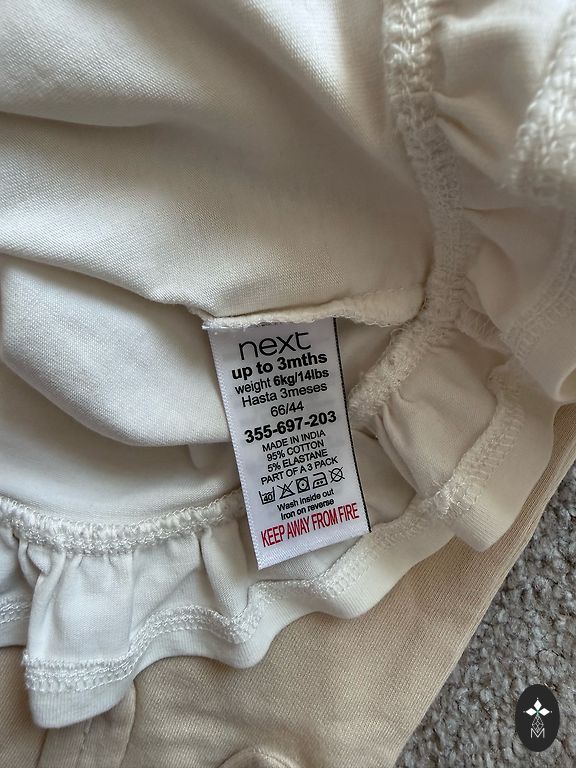 next
up to 3mths
weight 6kg/14lbs
Hasta 3meses
66/44
355-697-203
MADE IN INDIA
95% COTTON
5% ELASTANE
PART OF A 3 PACK
40
Wash inside out
Iron on reverse
KEEP AWAY FROM FIRE
M